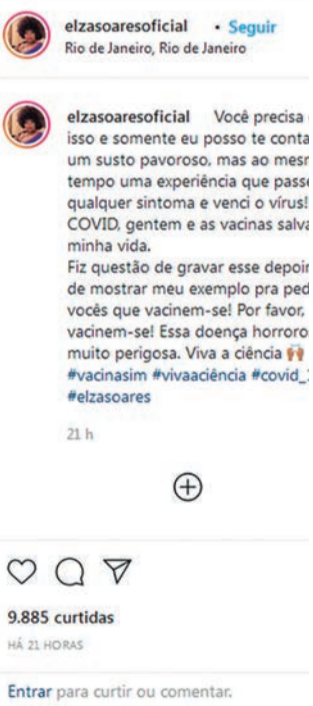 elzasoaresoficial • Seguir
Rio de Janeiro, Rio de Janeiro
elzasoaresoficial Você precisa
isso e somente eu posso te conta
um susto pavoroso, mas ao mesm
tempo uma experiência que passe
qualquer sintoma e venci o vírus!
COVID, gentem e as vacinas salva
minha vida.
Fiz questão de gravar esse depoir
de mostrar meu exemplo pra ped
vocês que vacinem-se! Por favor,
vacinem-se! Essa doença horroro
muito perigosa. Viva a ciência 🙌🏽
#vacinasim #vivaaciência #covid_
#elzasoares
21 h
9.885 curtidas
HÁ 21 HORAS
Entrar para curtir ou comentar.